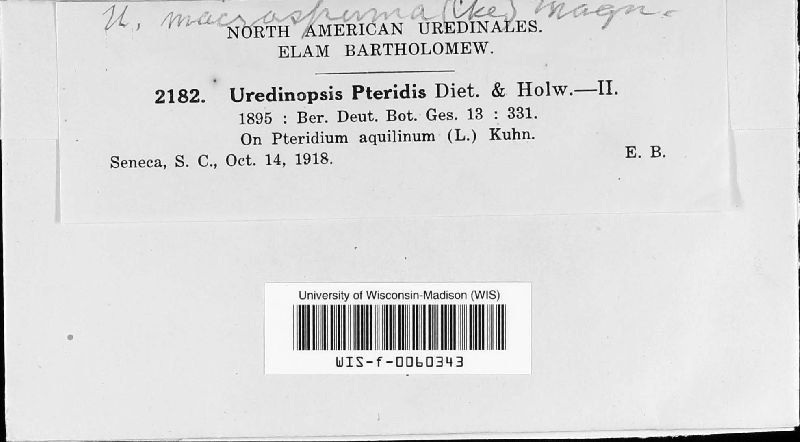 U. macrosperma (Cke) Magn.
NORTH AMERICAN UREDINALES.
ELAM BARTHOLOMEW.
2182. Uredinopsis Pteridis Diet. & Holw.—II.
1895 : Ber. Deut. Bot. Ges. 13 : 331.
On Pteridium aquilinum (L.) Kuhn.
Seneca, S. C., Oct. 14, 1918. E. B.
University of Wisconsin-Madison (WIS)
WIS-f-0060343